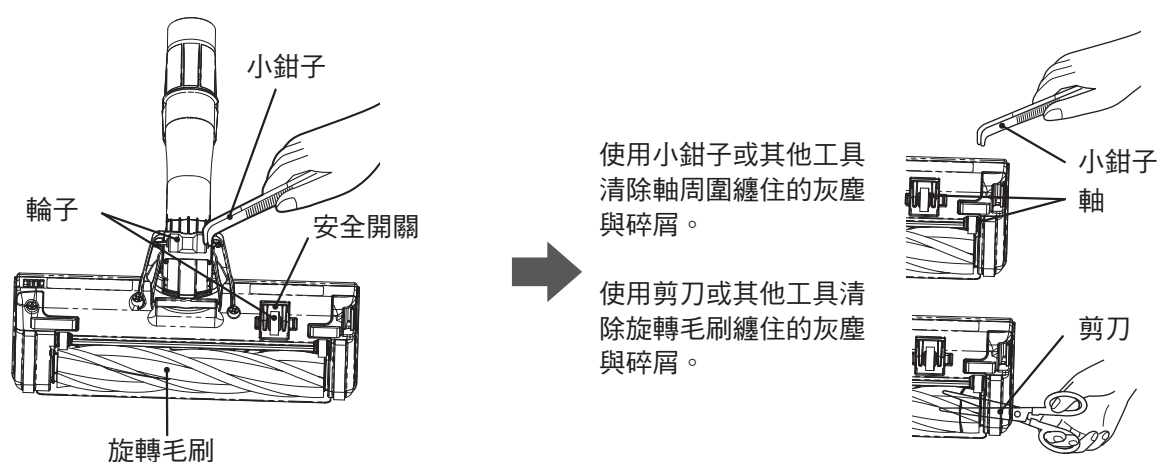 小鉗子
輪子
安全開關
旋轉毛刷
使用小鉗子或其他工具
清除軸周圍纏住的灰塵
與碎屑。
使用剪刀或其他工具清
除旋轉毛刷纏住的灰塵
與碎屑。
小鉗子
軸
剪刀